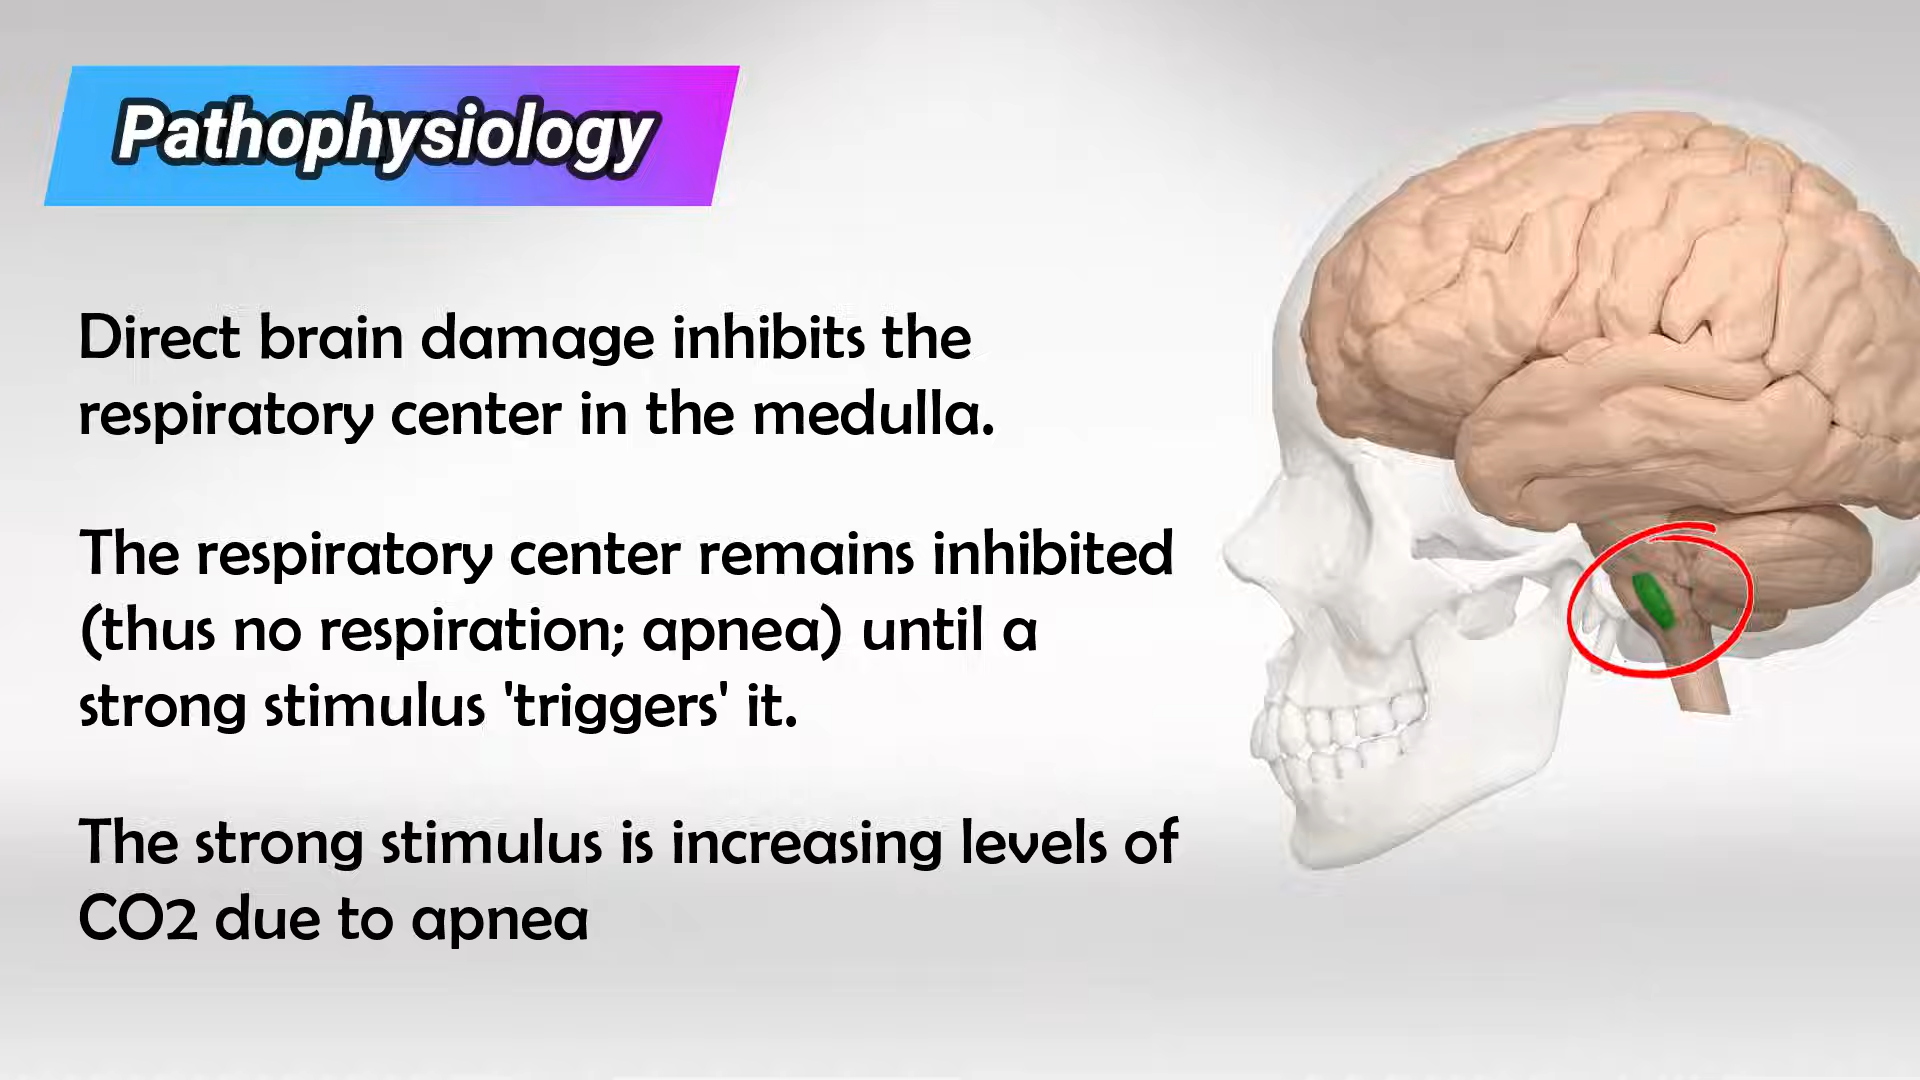 Pathophysiology
Direct brain damage inhibits the
respiratory center in the medulla.
The respiratory center remains inhibited
(thus no respiration; apnea) until a
strong stimulus 'triggers' it.
The strong stimulus is increasing levels of
CO2 due to apnea